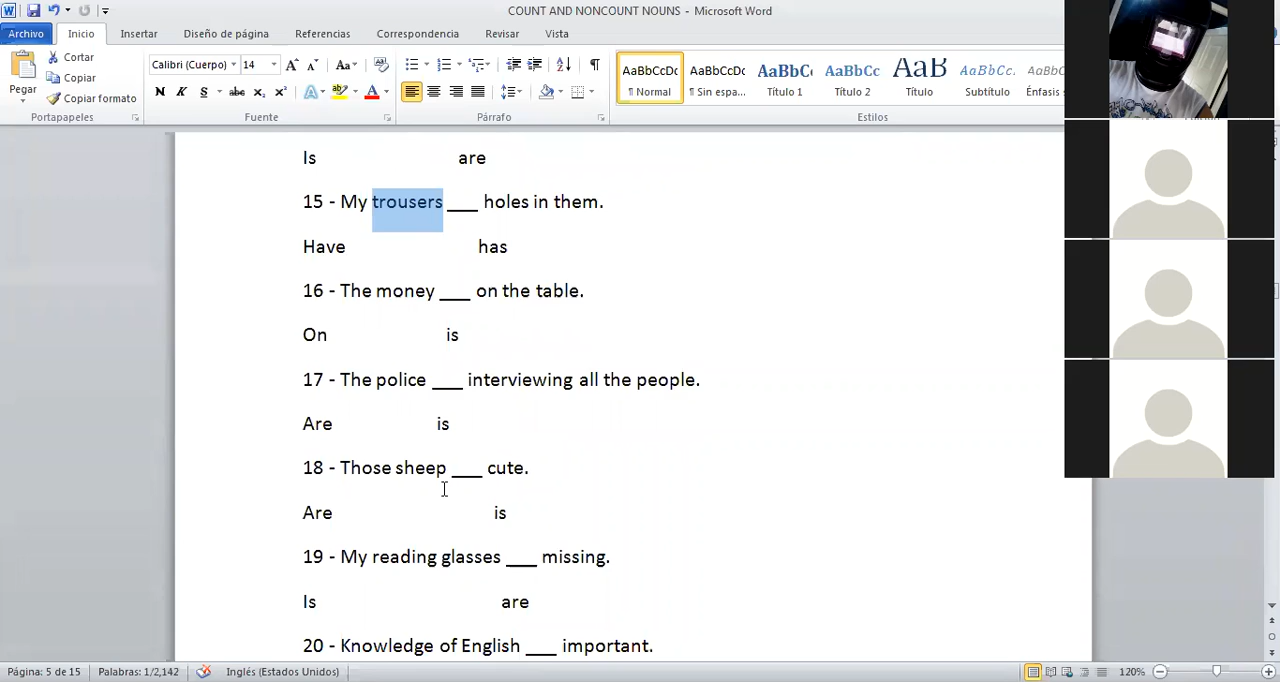 COUNT AND NONCOUNT NOUNS - Microsoft Word
Archivo Inicio Insertar Diseño de página Referencias Correspondencia Revisar Vista
Pegar
Cortar
Copiar
Copiar formato
Portapapeles
Calibri (Cuerpo) 14
Fuente
Párrafo
AaBbCcDc AaBbCcDc AaBbC AaBbCc AaB AaBbCc. AaBbCc
¶ Normal ¶ Sin espa... Título 1 Título 2 Título Subtítulo Énfasis
Estilos
Is are
15 - My trousers ___ holes in them.
Have has
16 - The money ___ on the table.
On is
17 - The police ___ interviewing all the people.
Are is
18 - Those sheep ___ cute.
Are is
19 - My reading glasses ___ missing.
Is are
20 - Knowledge of English ___ important.
Página: 5 de 15 Palabras: 1/2,142 Inglés (Estados Unidos) 120%